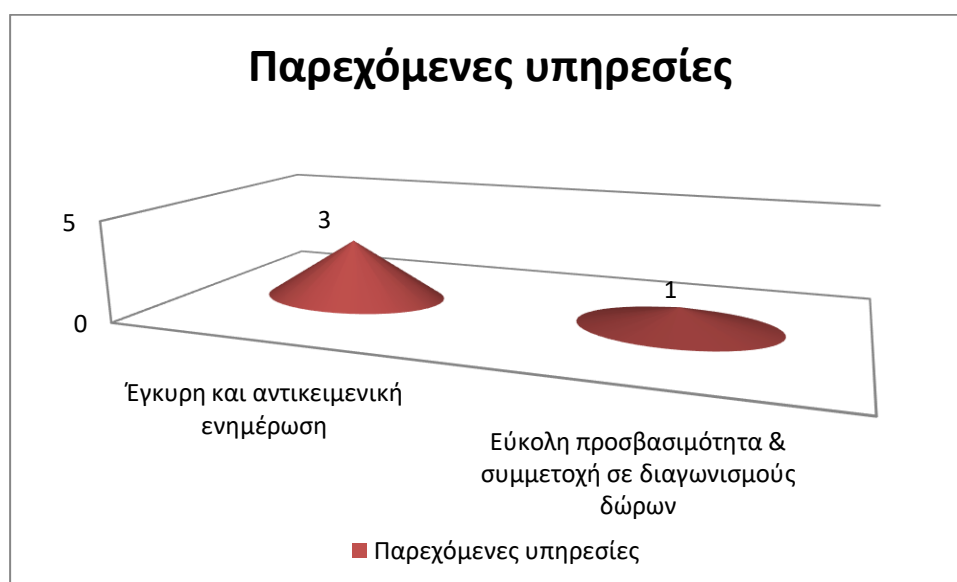 Παρεχόμενες υπηρεσίες
5
3
1
0
Έγκυρη και αντικειμενική
ενημέρωση
Εύκολη προσβασιμότητα &
συμμετοχή σε διαγωνισμούς
δώρων
Παρεχόμενες υπηρεσίες